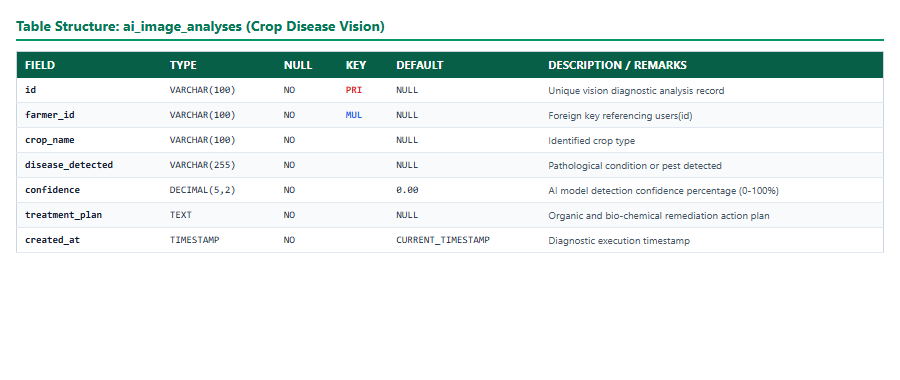 Table Structure: ai_image_analyses (Crop Disease Vision)
FIELD TYPE NULL KEY DEFAULT DESCRIPTION / REMARKS
id VARCHAR(100) NO PRI NULL Unique vision diagnostic analysis record
farmer_id VARCHAR(100) NO MUL NULL Foreign key referencing users(id)
crop_name VARCHAR(100) NO NULL Identified crop type
disease_detected VARCHAR(255) NO NULL Pathological condition or pest detected
confidence DECIMAL(5,2) NO 0.00 AI model detection confidence percentage (0-100%)
treatment_plan TEXT NO NULL Organic and bio-chemical remediation action plan
created_at TIMESTAMP NO CURRENT_TIMESTAMP Diagnostic execution timestamp